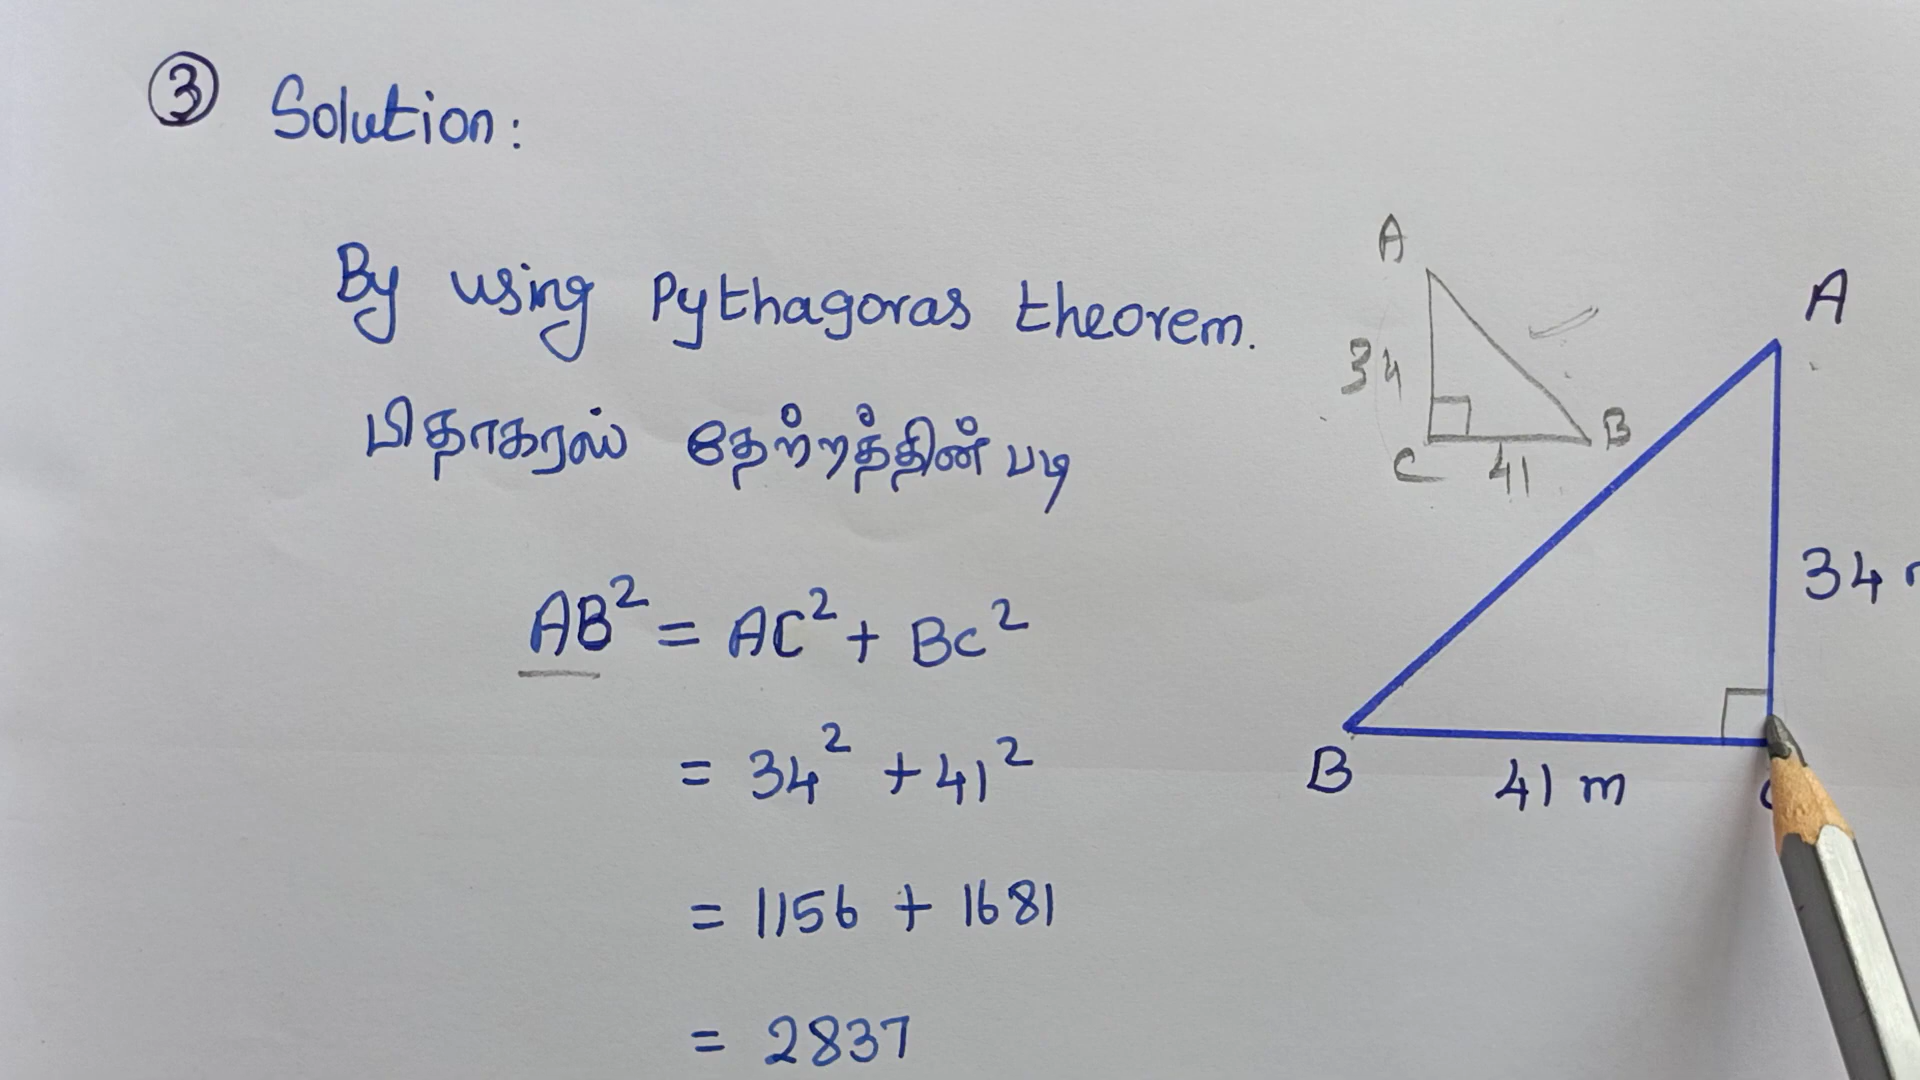 ③ Solution:
By using Pythagoras theorem.
பிதாகரஸ் தேற்றத்தின் படி
AB² = AC² + BC²
= 34² + 41²
= 1156 + 1681
= 2837
A
34
C
41
B
A
34
B
41 m